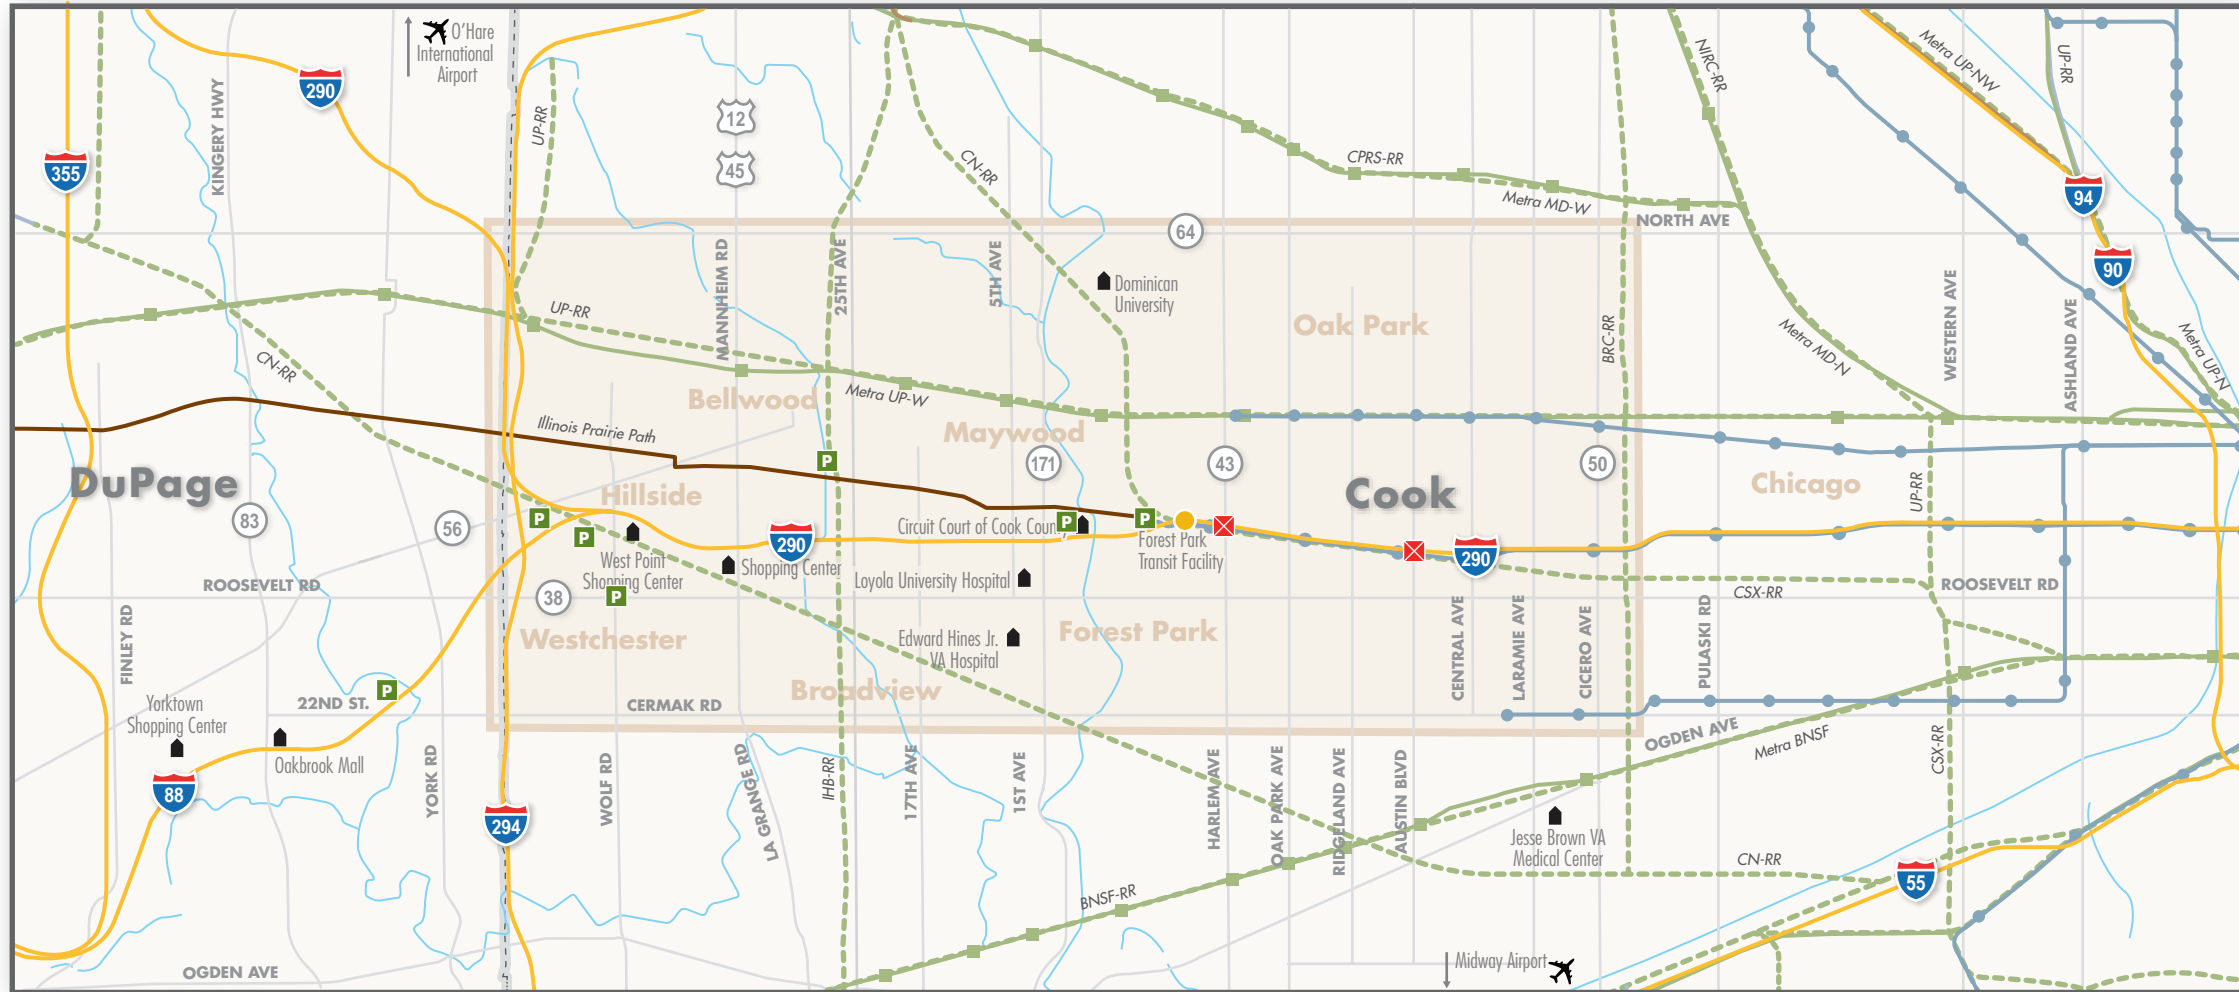 O'Hare
International
Airport
290
KINGERY HWY
UP-RR
12
45
355
CN-RR
CPRS-RR
Metra MD-W
NIRC-RR
Metra UP-NW
UP-RR
94
NORTH AVE
64
90
MANNHEIM RD
25TH AVE
5TH AVE
Dominican
University
Oak Park
BRC-RR
WESTERN AVE
ASHLAND AVE
Metra MD-N
Metra UP-N
UP-RR
CN-RR
Bellwood
Metra UP-W
Illinois Prairie Path
Maywood
171
43
50
DuPage
Hillside
Cook
Chicago
UP-RR
83
56
290
Circuit Court of Cook Coun
P
P
P
P
P
P
P
West Point
Shopping Center
Shopping Center
Forest Park
Transit Facility
290
Loyola University Hospital
ROOSEVELT RD
38
ROOSEVELT RD
CSX-RR
FINLEY RD
Westchester
Edward Hines Jr.
VA Hospital
Forest Park
CENTRAL AVE
LARAMIE AVE
CICERO AVE
PULASKI RD
Broadview
Yorktown
Shopping Center
22ND ST.
CERMAK RD
OGDEN AVE
Metra BNSF
CSX-RR
Oakbrook Mall
88
YORK RD
294
WOLF RD
LA GRANGE RD
IHB-RR
17TH AVE
1ST AVE
HARLEM AVE
OAK PARK AVE
RIDGELAND AVE
AUSTIN BLVD
Jesse Brown VA
Medical Center
CN-RR
55
BNSF-RR
Midway Airport
OGDEN AVE